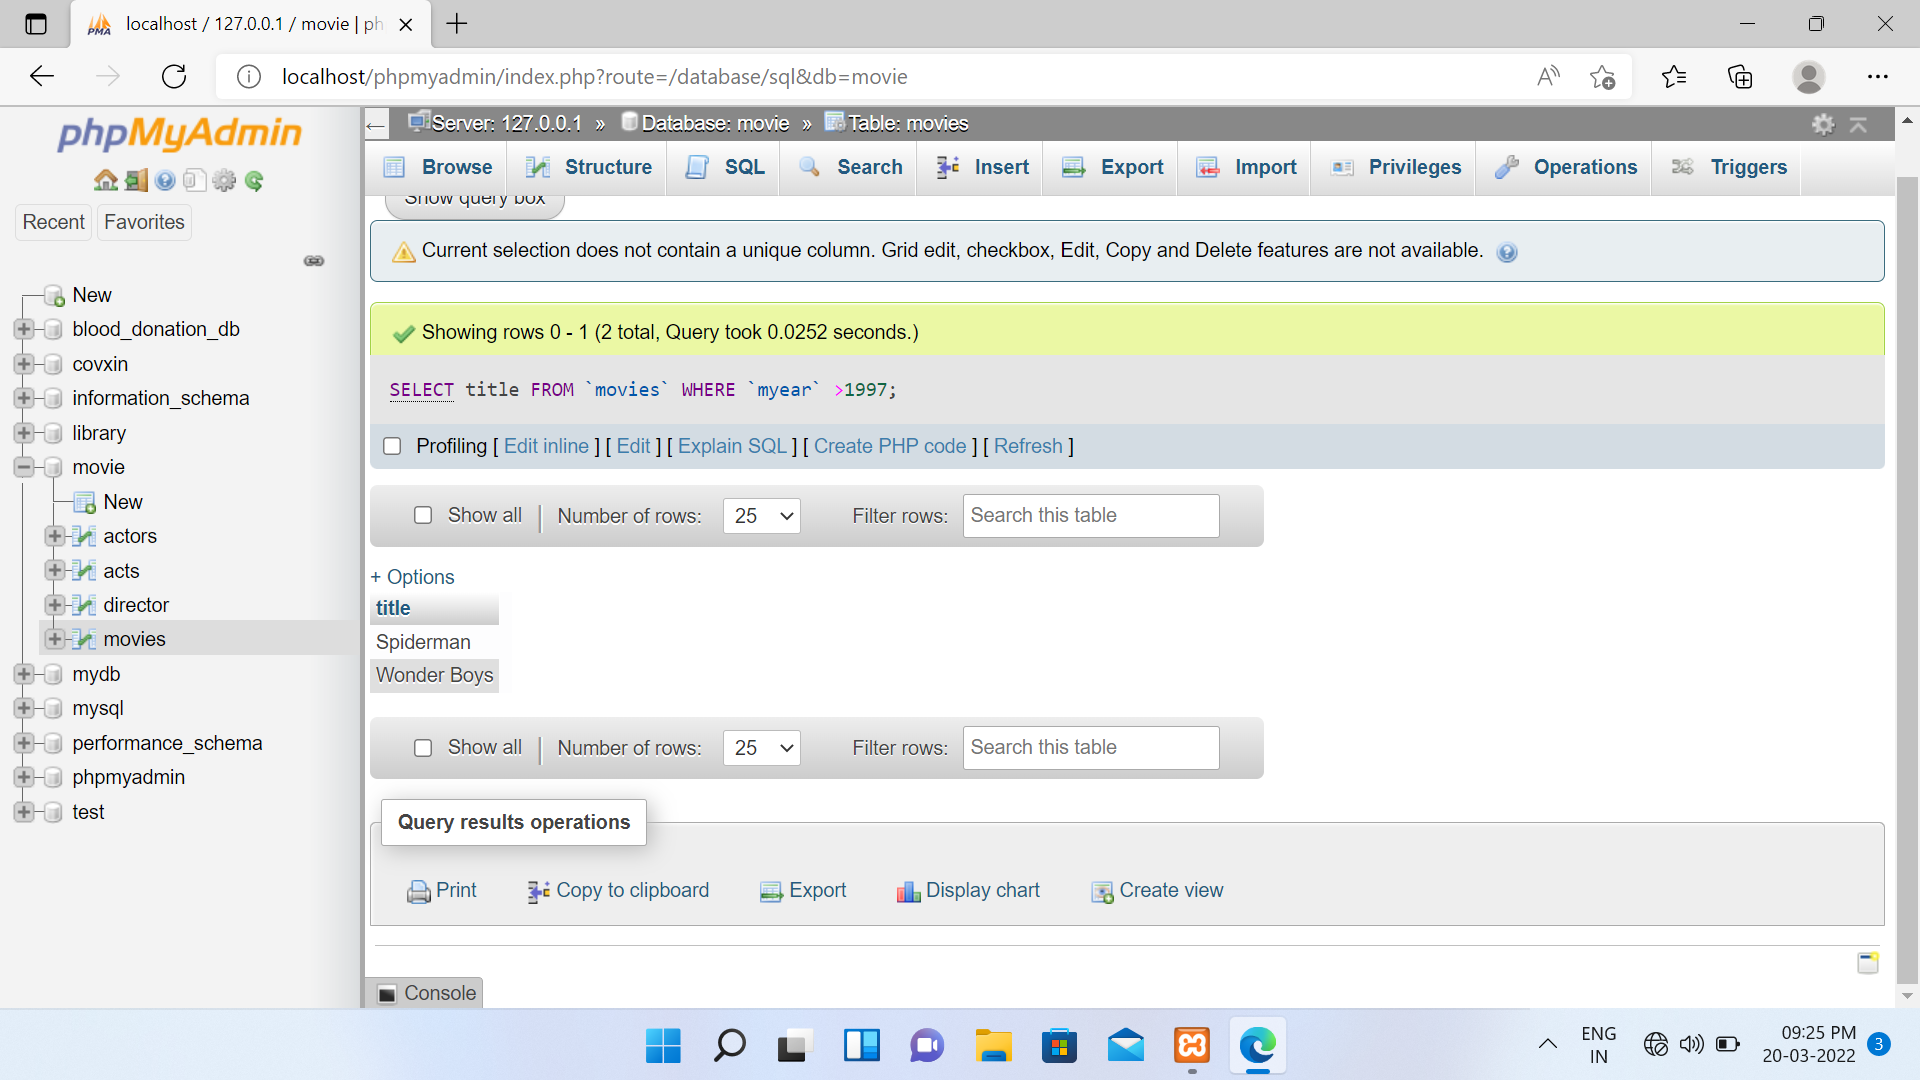 localhost / 127.0.0.1 / movie | ph
localhost/phpmyadmin/index.php?route=/database/sql&db=movie
phpMyAdmin
Recent Favorites
New
blood_donation_db
covxin
information_schema
library
movie
New
actors
acts
director
movies
mydb
mysql
performance_schema
phpmyadmin
test
Server: 127.0.0.1 » Database: movie » Table: movies
Browse Structure SQL Search Insert Export Import Privileges Operations Triggers
Show query box
Current selection does not contain a unique column. Grid edit, checkbox, Edit, Copy and Delete features are not available.
Showing rows 0 - 1 (2 total, Query took 0.0252 seconds.)
SELECT title FROM `movies` WHERE `myear` >1997;
Profiling [ Edit inline ] [ Edit ] [ Explain SQL ] [ Create PHP code ] [ Refresh ]
Show all Number of rows: 25 Filter rows: Search this table
+ Options
title
Spiderman
Wonder Boys
Show all Number of rows: 25 Filter rows: Search this table
Query results operations
Print Copy to clipboard Export Display chart Create view
Console
ENG
IN
09:25 PM
20-03-2022
3